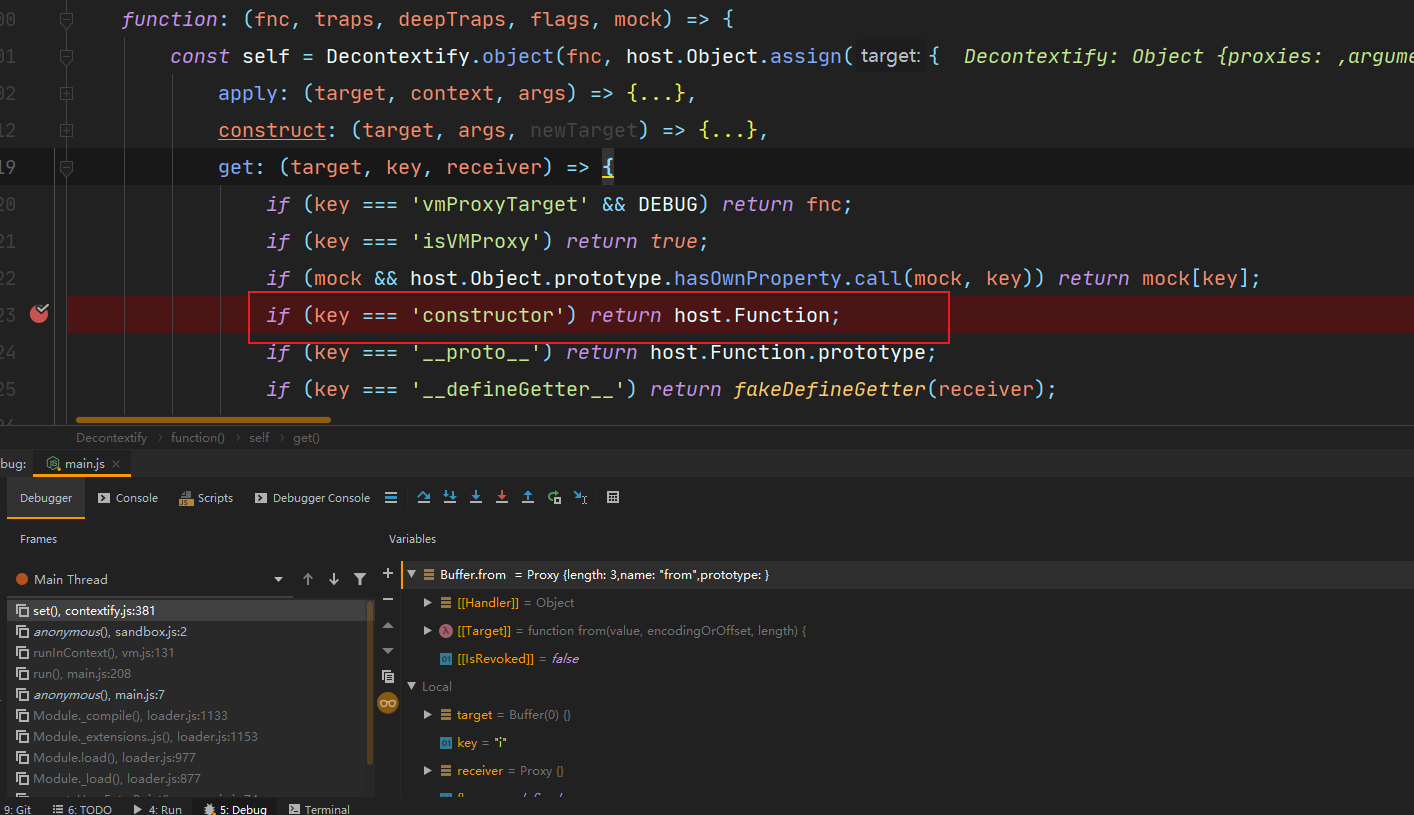 00 function: (fnc, traps, deepTraps, flags, mock) => {
01 const self = Decontextify.object(fnc, host.Object.assign( target: { Decontextify: Object {proxies: ,argume
02 apply: (target, context, args) => {...},
12 construct: (target, args, newTarget) => {...},
19 get: (target, key, receiver) => {
20 if (key === 'vmProxyTarget' && DEBUG) return fnc;
21 if (key === 'isVMProxy') return true;
22 if (mock && host.Object.prototype.hasOwnProperty.call(mock, key)) return mock[key];
23 if (key === 'constructor') return host.Function;
24 if (key === '__proto__') return host.Function.prototype;
25 if (key === '__defineGetter__') return fakeDefineGetter(receiver);
Decontextify › function() › self › get()
bug: main.js ×
Debugger Console Scripts Debugger Console
Frames
Main Thread
set(), contextify.js:381
anonymous(), sandbox.js:2
runInContext(), vm.js:131
run(), main.js:208
anonymous(), main.js:7
Module._compile(), loader.js:1133
Module._extensions..js(), loader.js:1153
Module.load(), loader.js:977
Module._load(), loader.js:877
Variables
Buffer.from = Proxy {length: 3,name: "from",prototype: }
[[Handler]] = Object
[[Target]] = function from(value, encodingOrOffset, length) {
[[IsRevoked]] = false
Local
target = Buffer(0) {}
key = "i"
receiver = Proxy {}
9: Git 6: TODO 4: Run 5: Debug Terminal